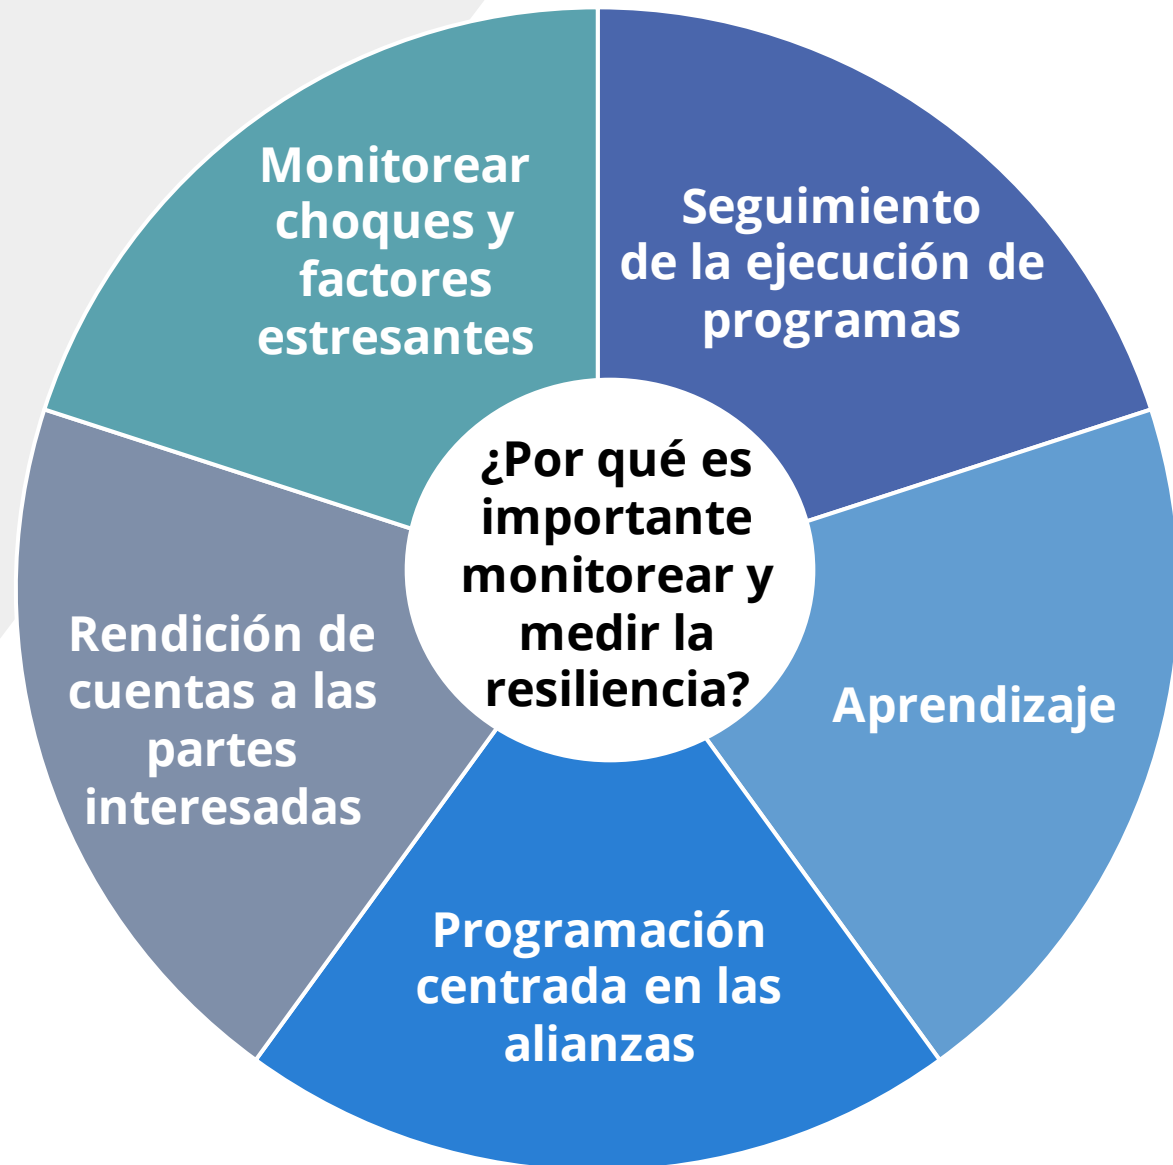 Monitorear
choques y
factores
estresantes
Seguimiento
de la ejecución de
programas
¿Por qué es
importante
monitorear y
medir la
resiliencia?
Rendición de
cuentas a las
partes
interesadas
Aprendizaje
Programación
centrada en las
alianzas